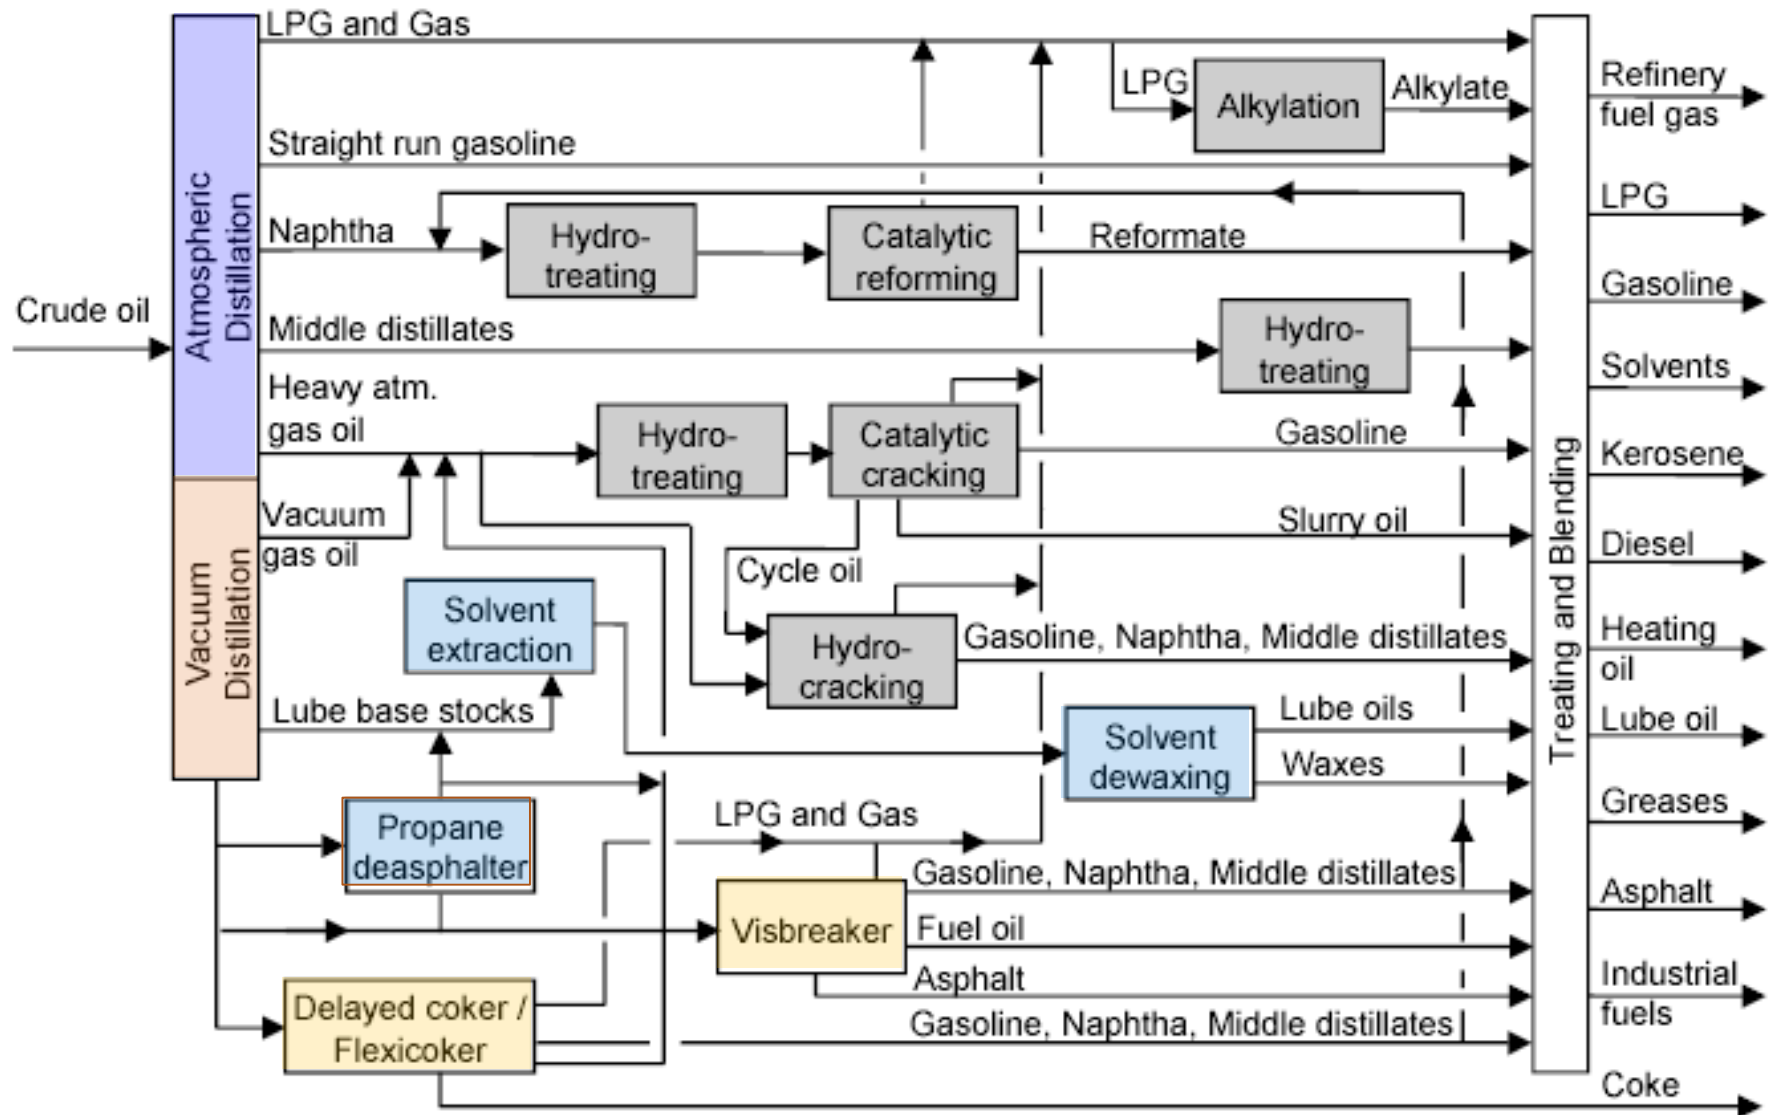 LPG and Gas
LPG
Alkylation
Alkylate
Refinery
fuel gas
Straight run gasoline
Atmospheric
Distillation
LPG
Naphtha
Hydro-
treating
Catalytic
reforming
Reformate
Gasoline
Crude oil
Middle distillates
Hydro-
treating
Solvents
Heavy atm.
gas oil
Hydro-
treating
Catalytic
cracking
Gasoline
Kerosene
Vacuum
gas oil
Slurry oil
Treating and Blending
Diesel
Cycle oil
Vacuum
Distillation
Solvent
extraction
Hydro-
cracking
Gasoline, Naphtha, Middle distillates
Heating
oil
Lube base stocks
Solvent
dewaxing
Lube oils
Waxes
Lube oil
Propane
deasphalter
LPG and Gas
Greases
Visbreaker
Gasoline, Naphtha, Middle distillates
Fuel oil
Asphalt
Asphalt
Delayed coker /
Flexicoker
Gasoline, Naphtha, Middle distillates
Industrial
fuels
Coke